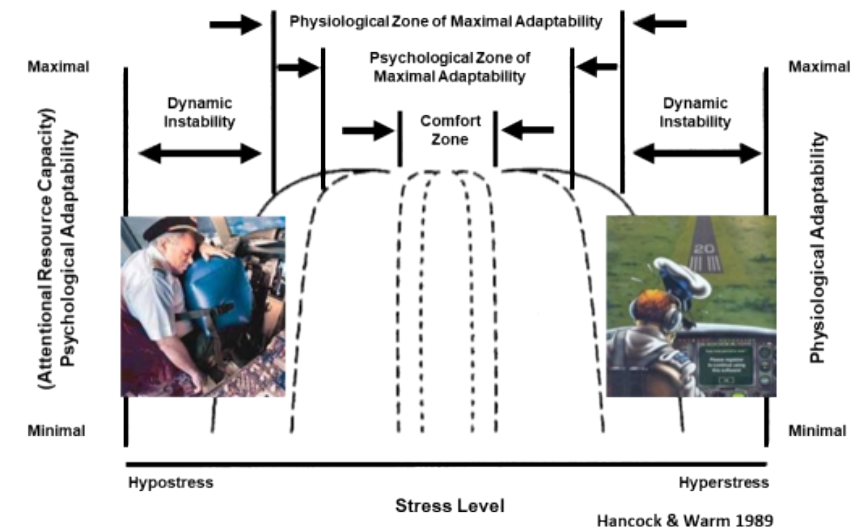 Physiological Zone of Maximal Adaptability
Psychological Zone of
Maximal Adaptability
Maximal
Maximal
Dynamic
Instability
Comfort
Zone
Dynamic
Instability
(Attentional Resource Capacity)
Psychological Adaptability
Physiological Adaptability
20
Minimal
Minimal
Hypostress
Hyperstress
Stress Level
Hancock & Warm 1989